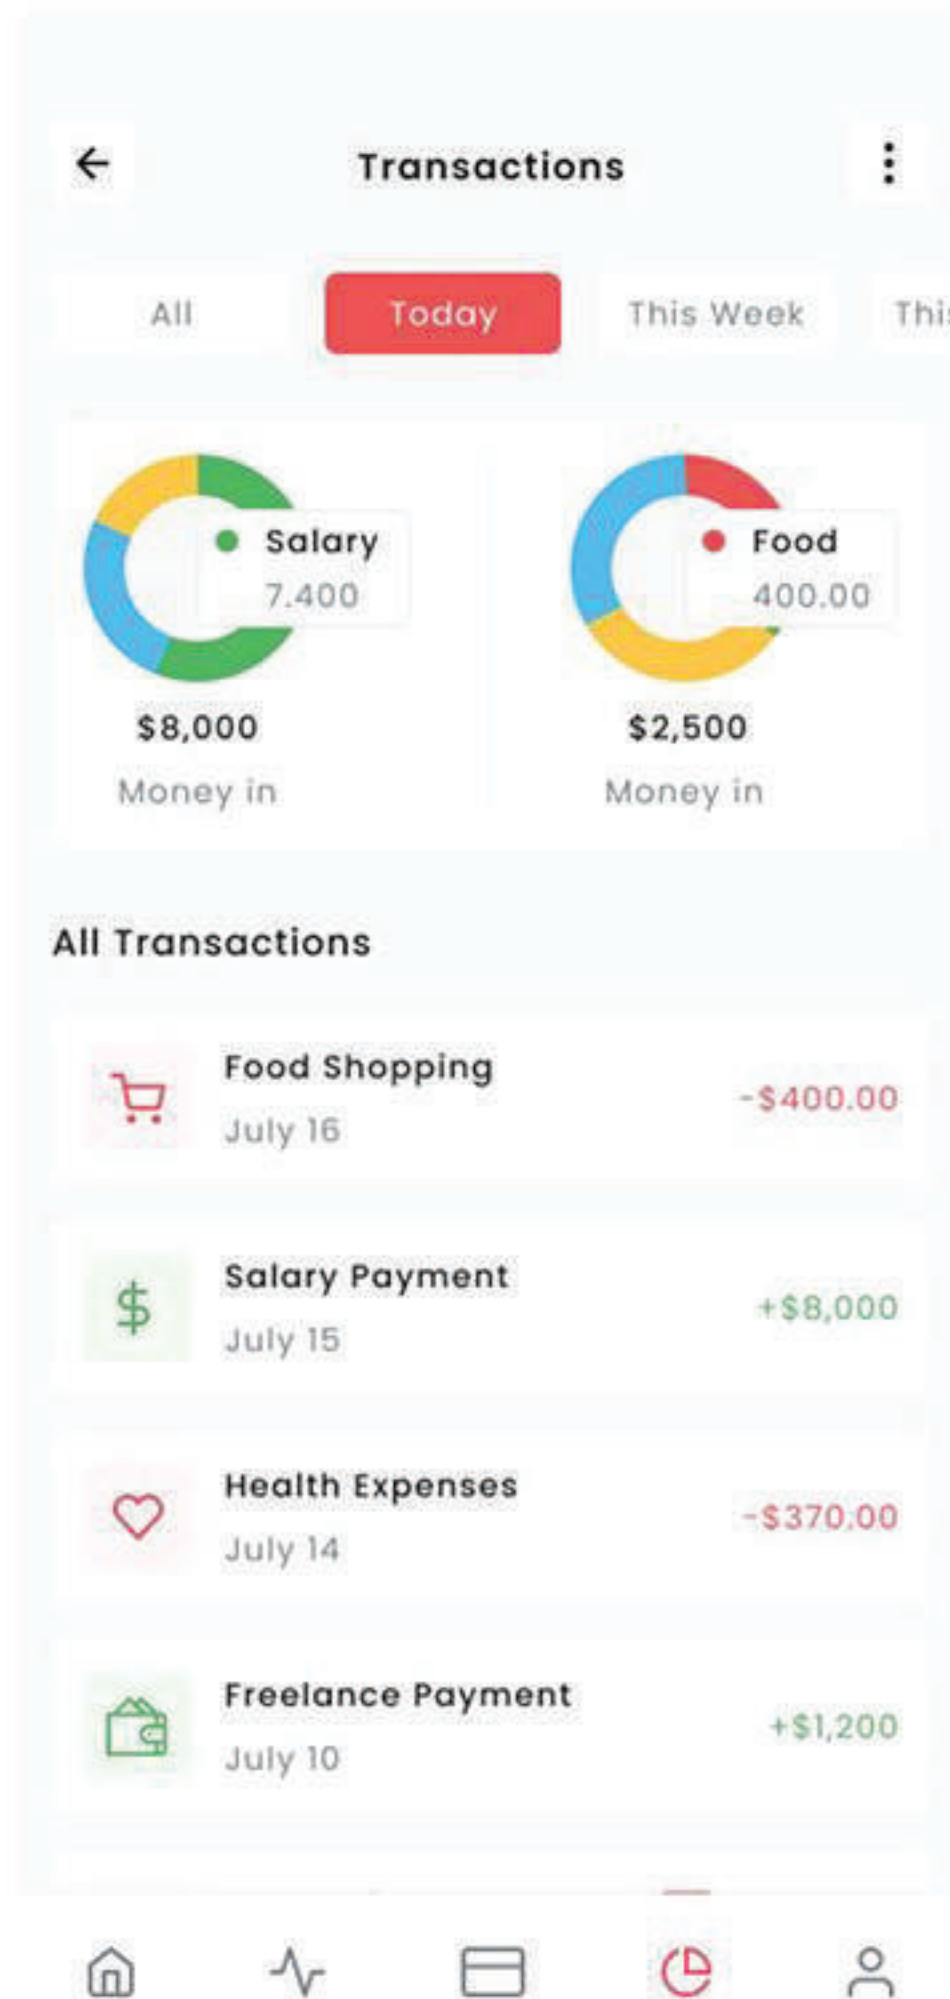 Transactions
All Today This Week This
Salary
7.400
$8,000
Money in
Food
400.00
$2,500
Money in
All Transactions
Food Shopping
July 16
-$400.00
Salary Payment
July 15
+$8,000
Health Expenses
July 14
-$370.00
Freelance Payment
July 10
+$1,200